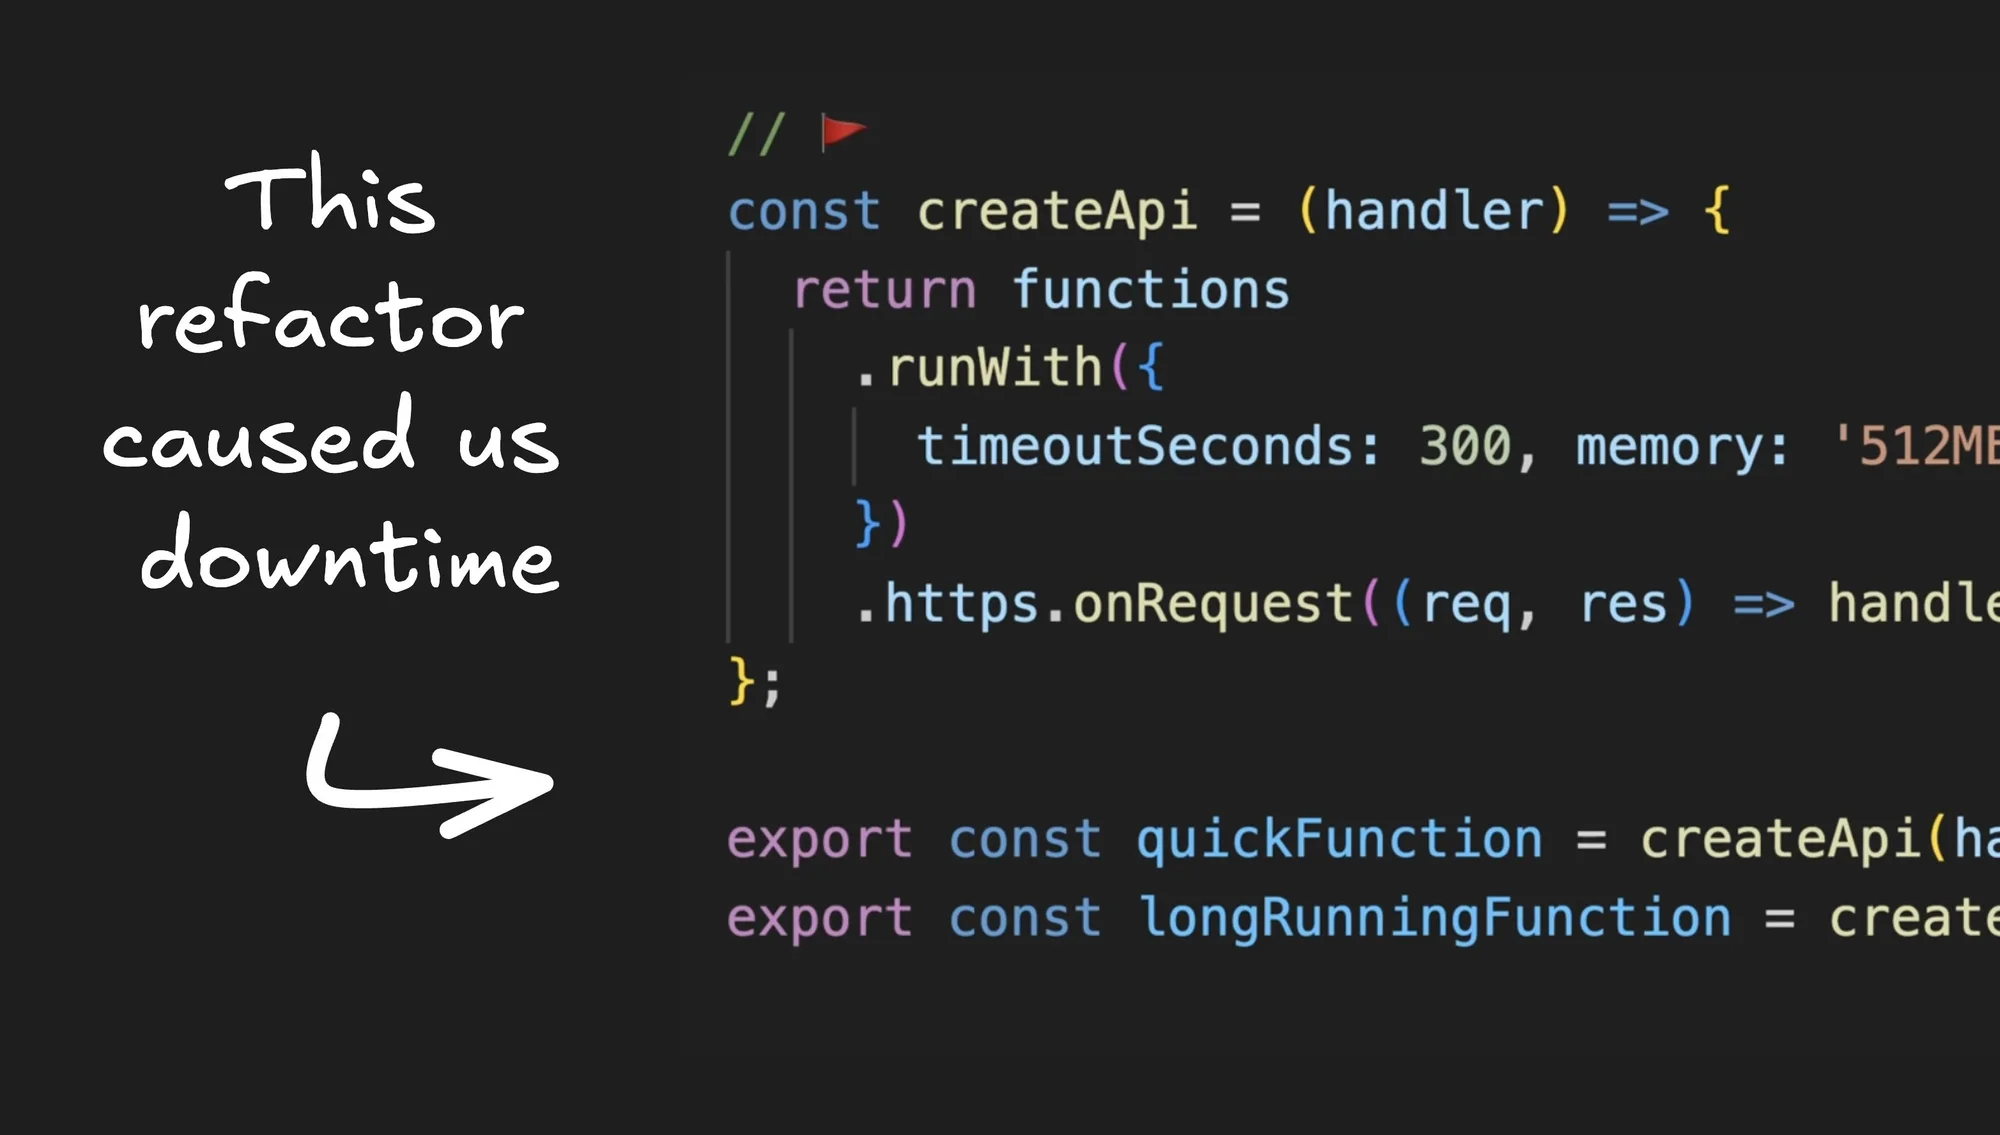 This
refactor
caused us
downtime
// 🚩
const createApi = (handler) => {
return functions
.runWith({
timeoutSeconds: 300, memory: '512MB
})
.https.onRequest((req, res) => handle
};
export const quickFunction = createApi(ha
export const longRunningFunction = create